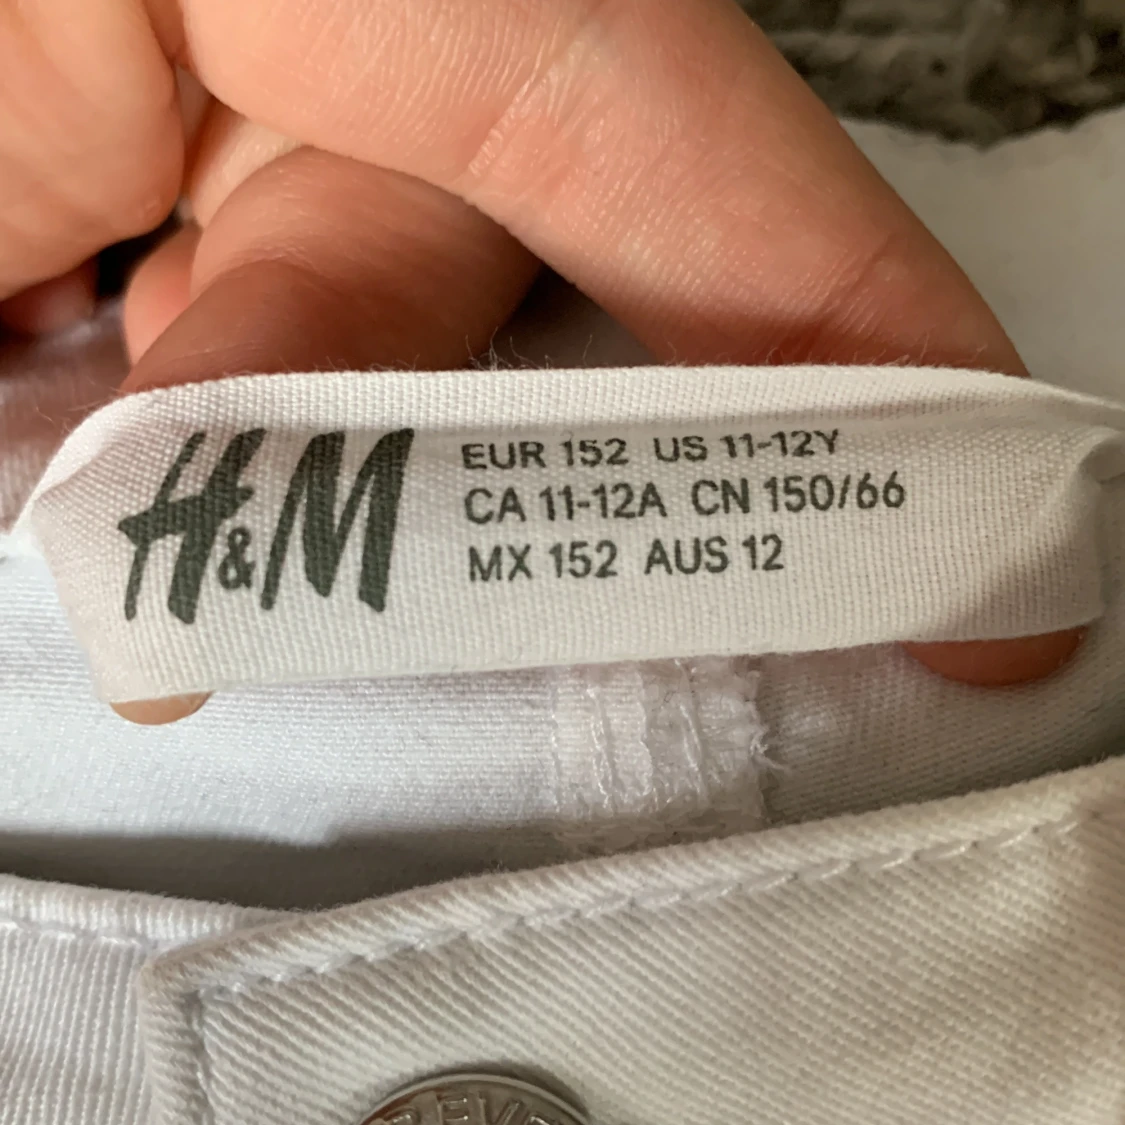 H&M
EUR 152 US 11-12Y
CA 11-12A CN 150/66
MX 152 AUS 12